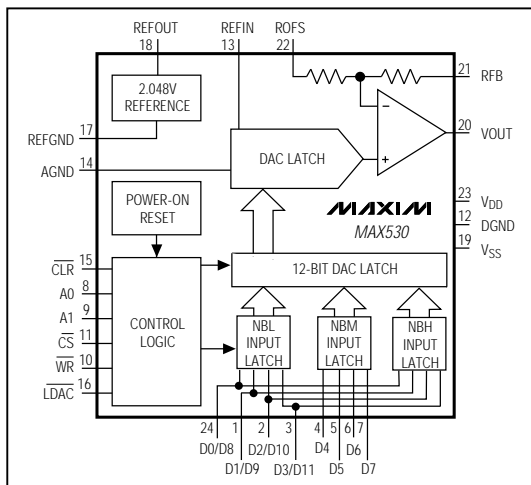 REFOUT REFIN ROFS
18 13 22
21 RFB
2.048V
REFERENCE
REFGND 17
20 VOUT
AGND 14
DAC LATCH
POWER-ON
RESET
MAXIM
MAX530
23 VDD
12 DGND
19 VSS
CLR 15
A0 8
A1 9
CS 11
WR 10
LDAC 16
12-BIT DAC LATCH
CONTROL
LOGIC
NBL
INPUT
LATCH
NBM
INPUT
LATCH
NBH
INPUT
LATCH
24 1 2 3 4 5 6 7
D0/D8 D2/D10 D4 D6
D1/D9 D3/D11 D5 D7